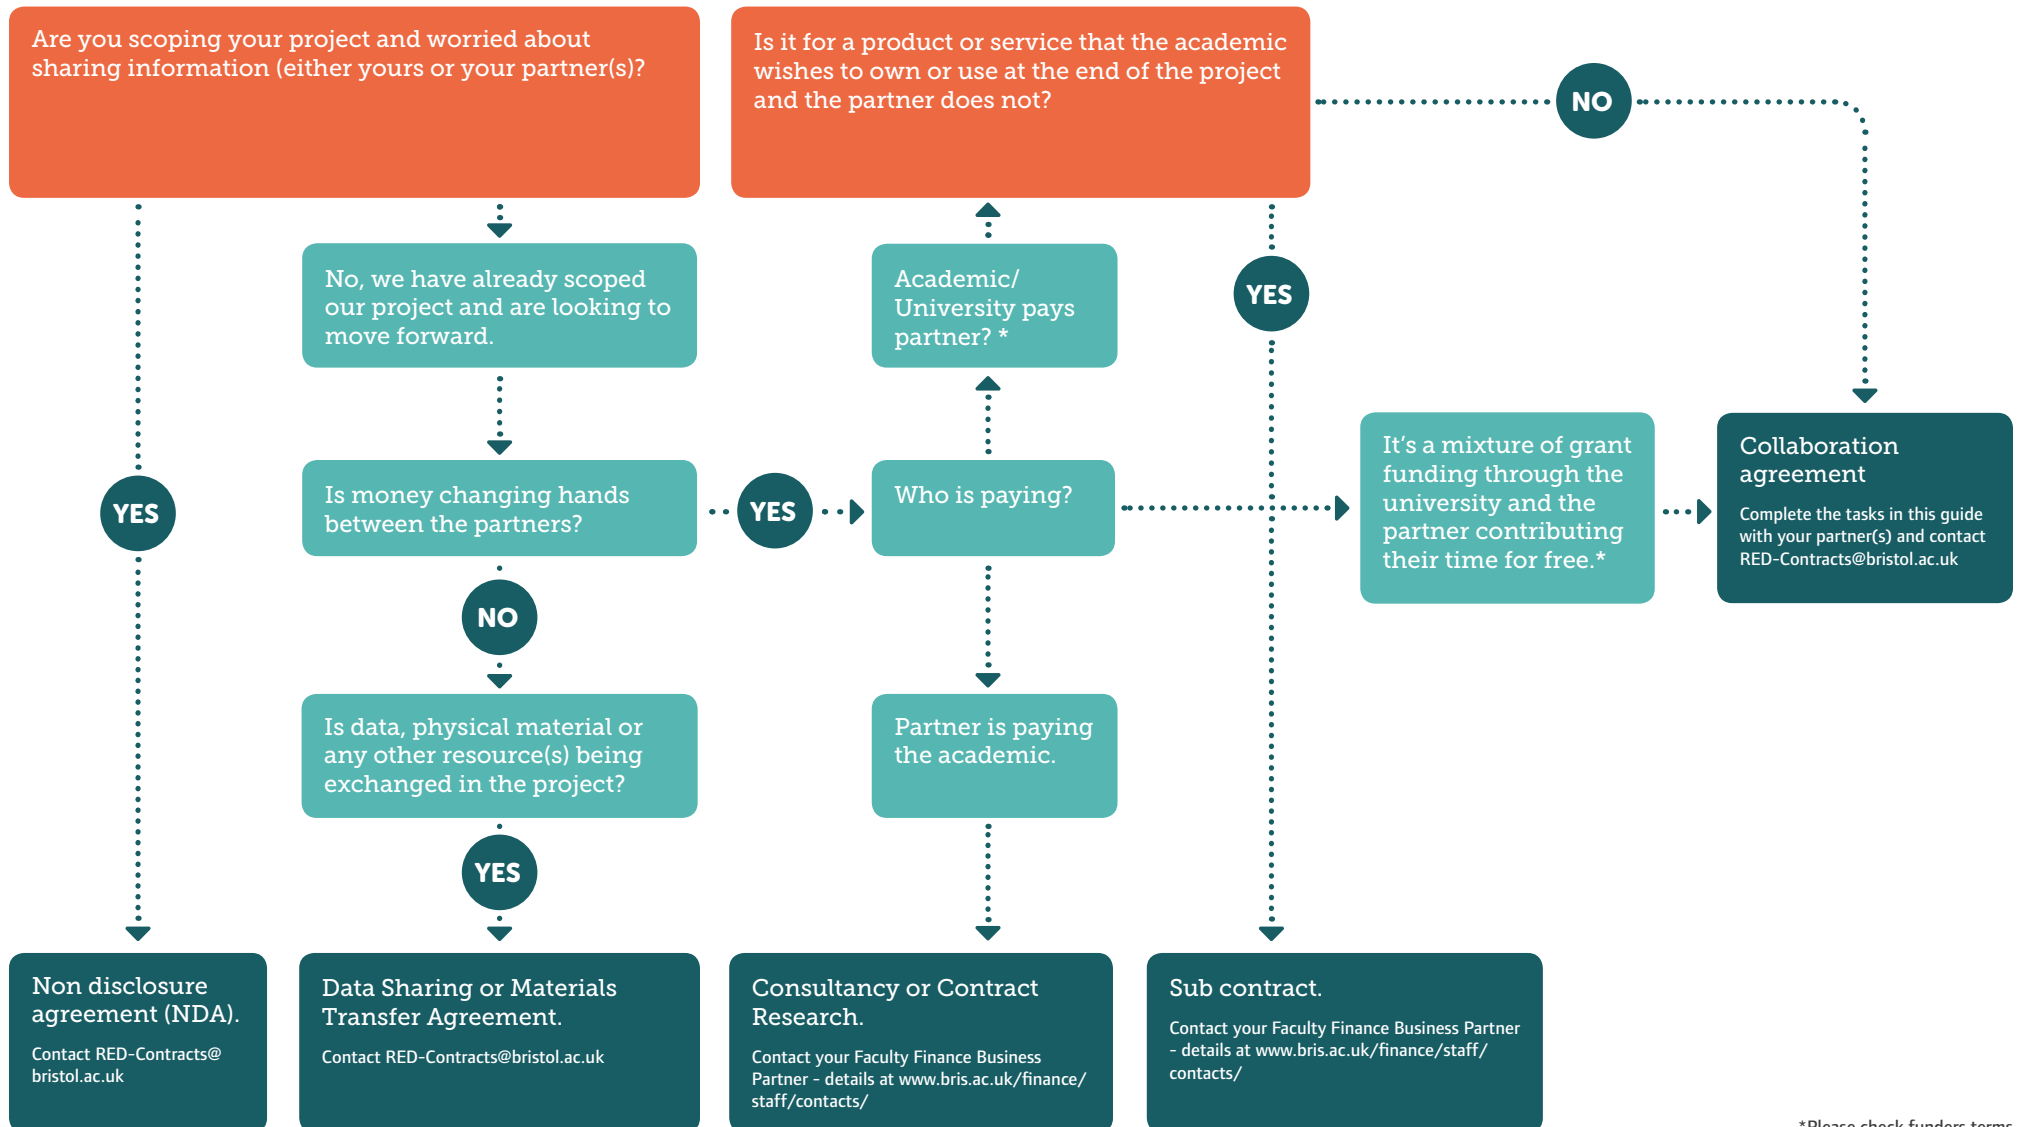 Are you scoping your project and worried about
sharing information (either yours or your partner(s)?
Is it for a product or service that the academic
wishes to own or use at the end of the project
and the partner does not?
NO
No, we have already scoped
our project and are looking to
move forward.
Academic/
University pays
partner? *
YES
YES
Is money changing hands
between the partners?
YES
Who is paying?
It's a mixture of grant
funding through the
university and the
partner contributing
their time for free.*
Collaboration
agreement
Complete the tasks in this guide
with your partner(s) and contact
RED-Contracts@bristol.ac.uk
NO
Is data, physical material or
any other resource(s) being
exchanged in the project?
Partner is paying
the academic.
YES
Non disclosure
agreement (NDA).
Contact RED-Contracts@
bristol.ac.uk
Data Sharing or Materials
Transfer Agreement.
Contact RED-Contracts@bristol.ac.uk
Consultancy or Contract
Research.
Contact your Faculty Finance Business
Partner - details at www.bris.ac.uk/finance/
staff/contacts/
Sub contract.
Contact your Faculty Finance Business Partner
- details at www.bris.ac.uk/finance/staff/
contacts/
*Please check funders terms